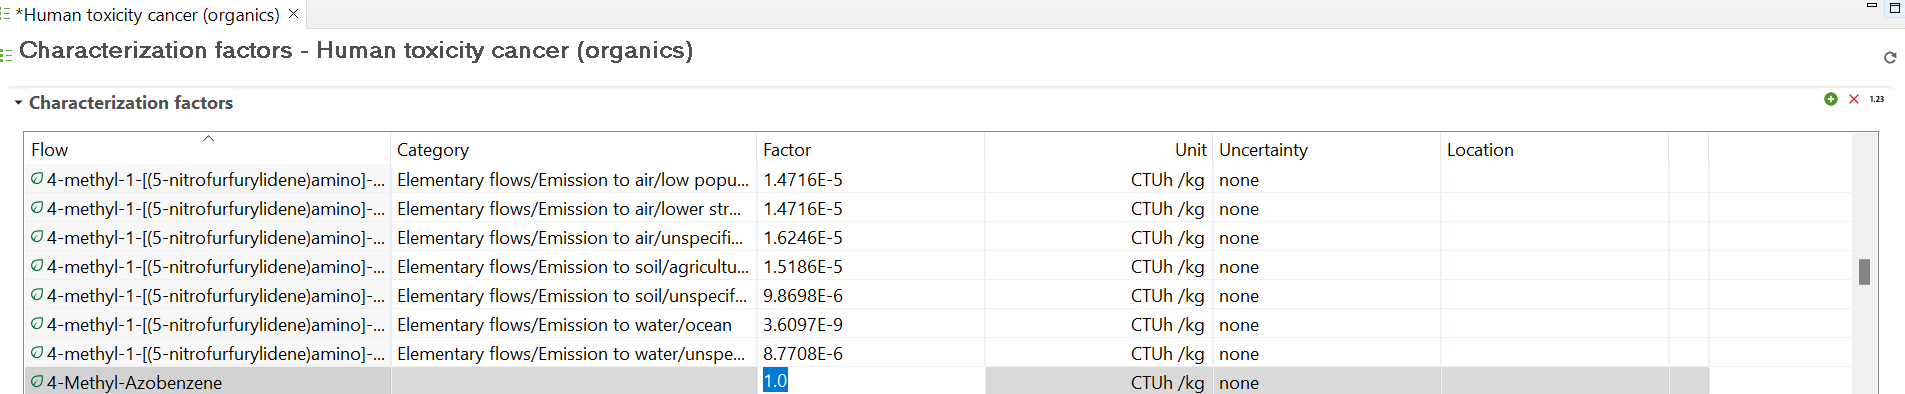 *Human toxicity cancer (organics)
Characterization factors - Human toxicity cancer (organics)
Characterization factors
1.23
Flow Category Factor Unit Uncertainty Location
4-methyl-1-[(5-nitrofurfurylidene)amino]-... Elementary flows/Emission to air/low popu... 1.4716E-5 CTUh /kg none
4-methyl-1-[(5-nitrofurfurylidene)amino]-... Elementary flows/Emission to air/lower str... 1.4716E-5 CTUh /kg none
4-methyl-1-[(5-nitrofurfurylidene)amino]-... Elementary flows/Emission to air/unspecifi... 1.6246E-5 CTUh /kg none
4-methyl-1-[(5-nitrofurfurylidene)amino]-... Elementary flows/Emission to soil/agricultu... 1.5186E-5 CTUh /kg none
4-methyl-1-[(5-nitrofurfurylidene)amino]-... Elementary flows/Emission to soil/unspecif... 9.8698E-6 CTUh /kg none
4-methyl-1-[(5-nitrofurfurylidene)amino]-... Elementary flows/Emission to water/ocean 3.6097E-9 CTUh /kg none
4-methyl-1-[(5-nitrofurfurylidene)amino]-... Elementary flows/Emission to water/unspe... 8.7708E-6 CTUh /kg none
4-Methyl-Azobenzene 1.0 CTUh /kg none